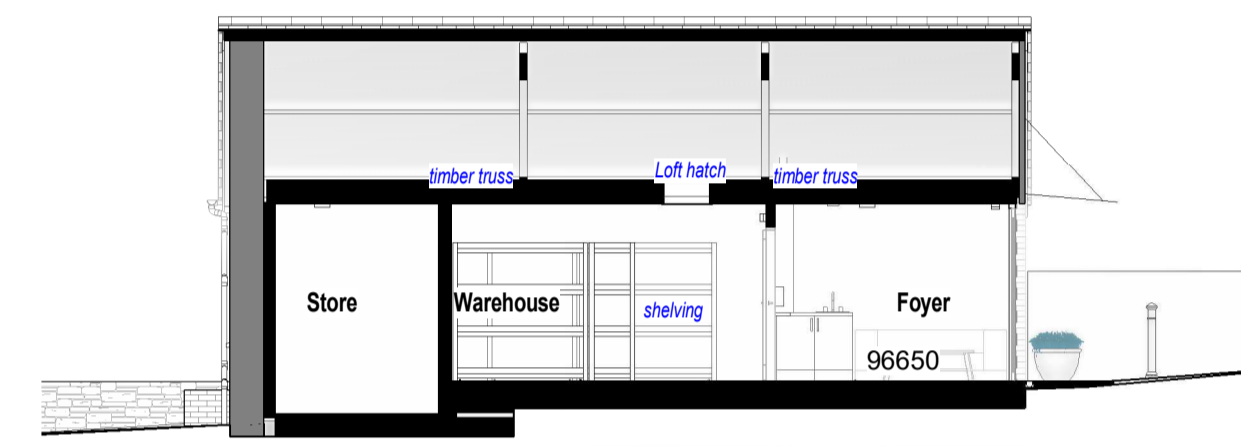 timber truss
Loft hatch
timber truss
Store
Warehouse
shelving
Foyer
96650